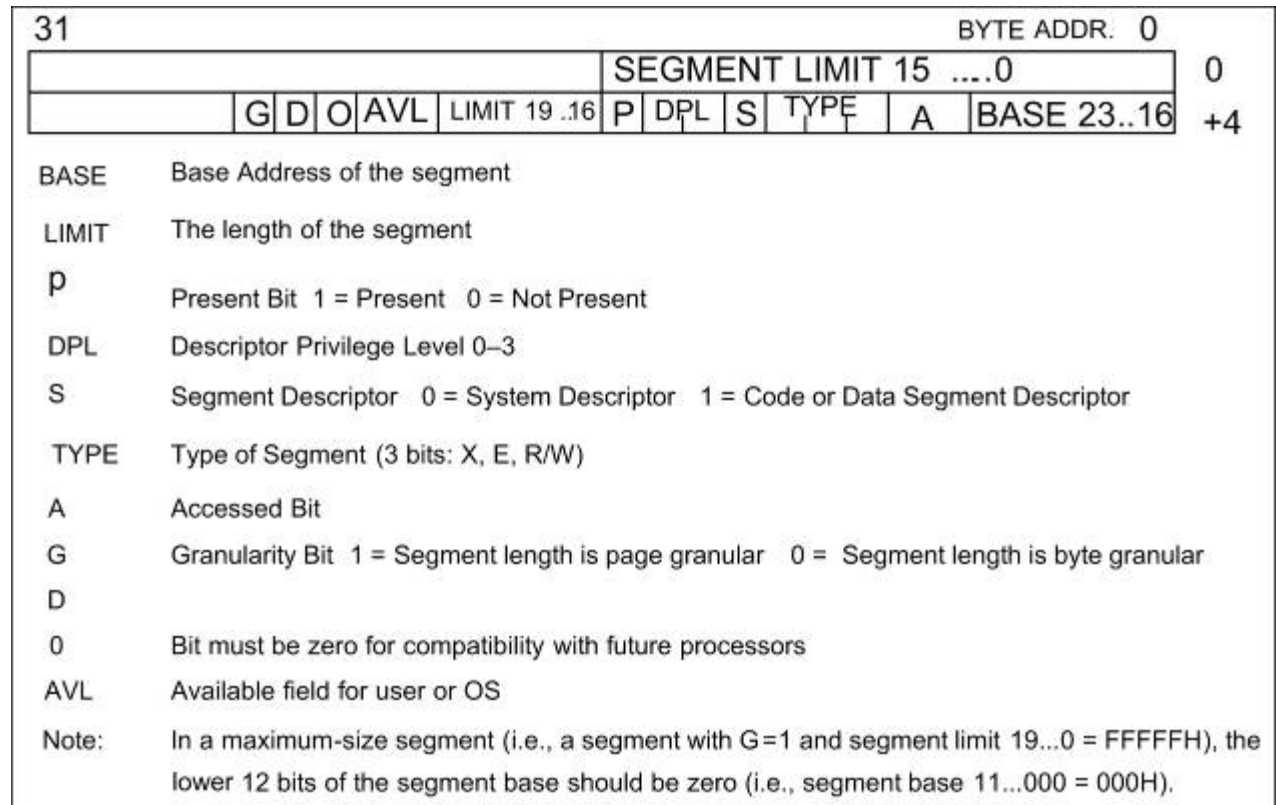 31 BYTE ADDR. 0
SEGMENT LIMIT 15 ....0 0
G D O AVL LIMIT 19 ..16 P DPL S TYPE A BASE 23..16 +4
BASE Base Address of the segment
LIMIT The length of the segment
p Present Bit 1 = Present 0 = Not Present
DPL Descriptor Privilege Level 0–3
S Segment Descriptor 0 = System Descriptor 1 = Code or Data Segment Descriptor
TYPE Type of Segment (3 bits: X, E, R/W)
A Accessed Bit
G Granularity Bit 1 = Segment length is page granular 0 = Segment length is byte granular
D
0 Bit must be zero for compatibility with future processors
AVL Available field for user or OS
Note: In a maximum-size segment (i.e., a segment with G=1 and segment limit 19...0 = FFFFFH), the
lower 12 bits of the segment base should be zero (i.e., segment base 11...000 = 000H).